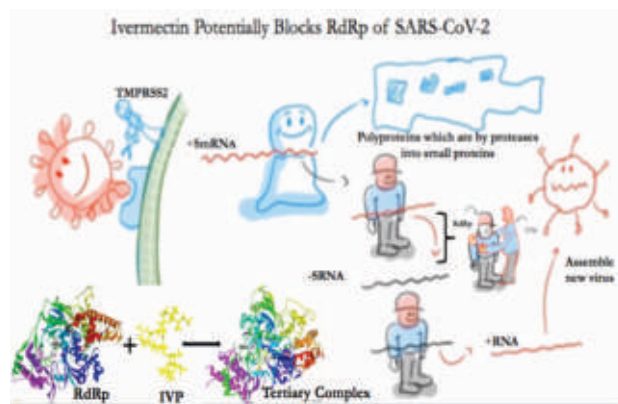 Ivermectin Potentially Blocks RdRp of SARS-CoV-2
TMPRSS2
+SmRNA
Polyproteins which are by proteases
into small proteins
RdRp
-SRNA
Assemble
new virus
+RNA
RdRp
+
IVP
Tertiary Complex